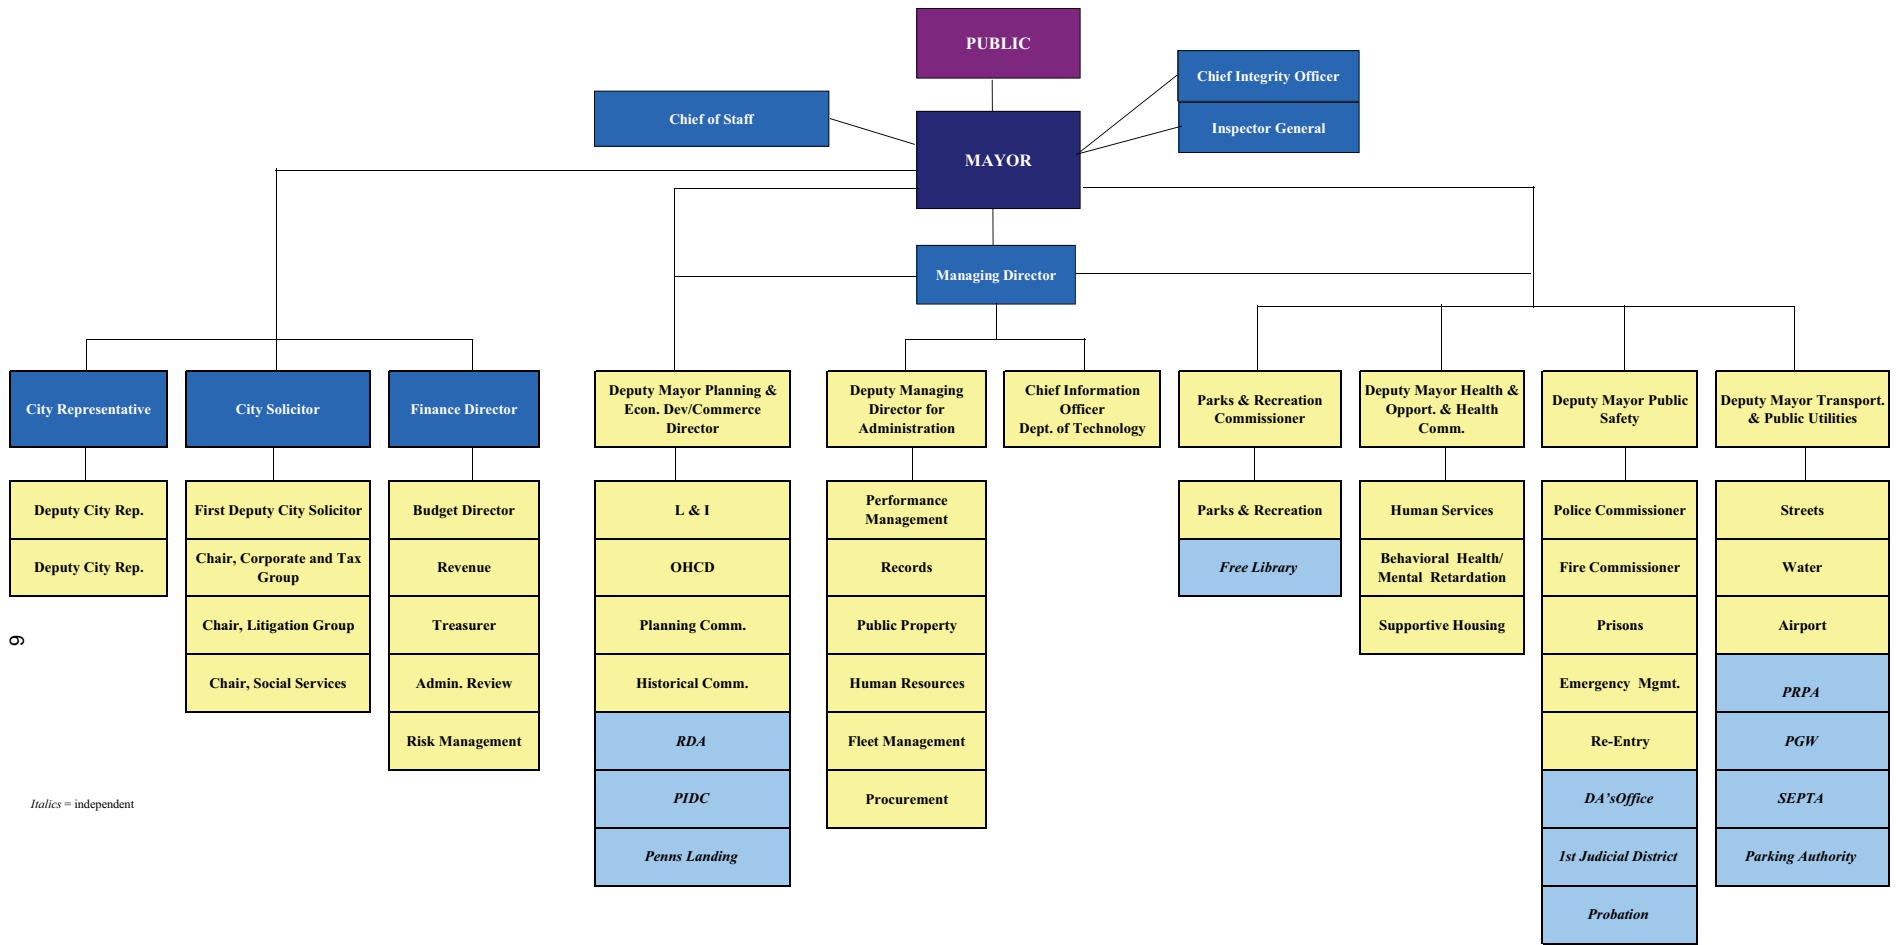 PUBLIC
Chief Integrity Officer
Chief of Staff
Inspector General
MAYOR
Managing Director
City Representative
City Solicitor
Finance Director
Deputy Mayor Planning &
Econ. Dev/Commerce
Director
Deputy Managing
Director for
Administration
Chief Information
Officer
Dept. of Technology
Parks & Recreation
Commissioner
Deputy Mayor Health &
Opport. & Health
Comm.
Deputy Mayor Public
Safety
Deputy Mayor Transport.
& Public Utilities
Deputy City Rep.
Deputy City Rep.
First Deputy City Solicitor
Chair, Corporate and Tax
Group
Chair, Litigation Group
Chair, Social Services
Budget Director
Revenue
Treasurer
Admin. Review
Risk Management
L & I
OHCD
Planning Comm.
Historical Comm.
RDA
PIDC
Penns Landing
Performance
Management
Records
Public Property
Human Resources
Fleet Management
Procurement
Parks & Recreation
Free Library
Human Services
Behavioral Health/
Mental Retardation
Supportive Housing
Police Commissioner
Fire Commissioner
Prisons
Emergency Mgmt.
Re-Entry
DA'sOffice
1st Judicial District
Probation
Streets
Water
Airport
PRPA
PGW
SEPTA
Parking Authority
9
Italics = independent